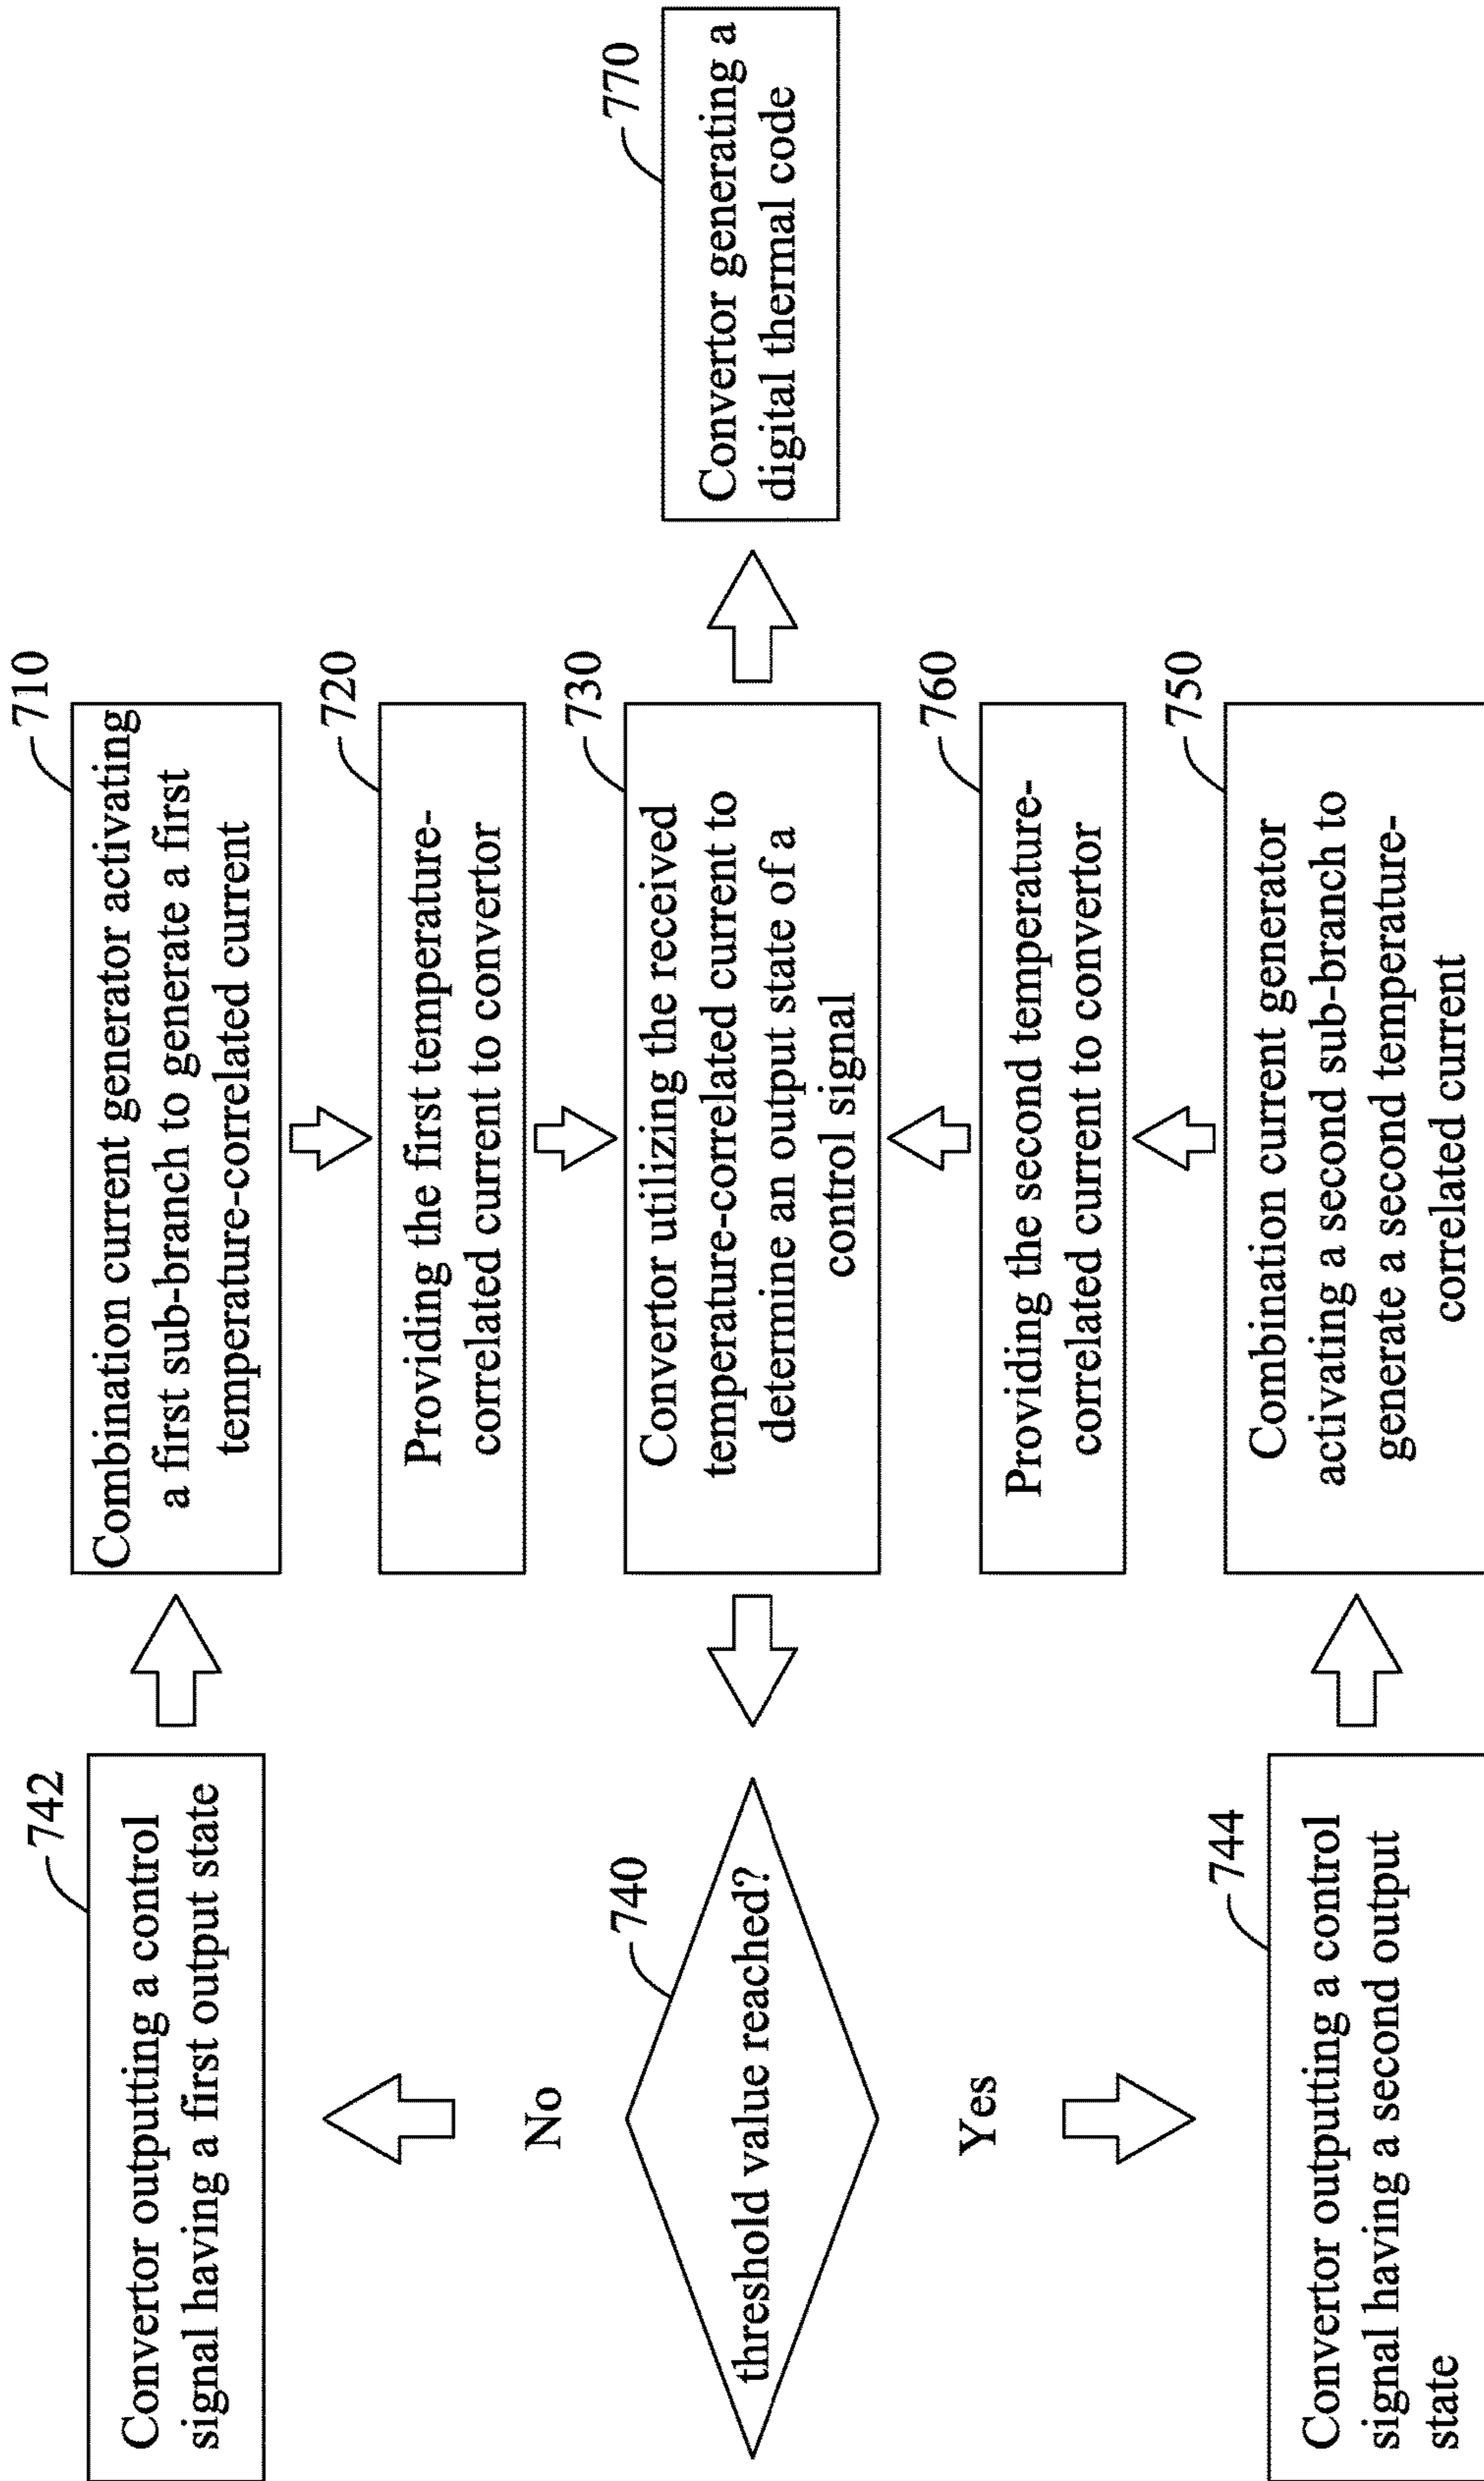 742
Convertor outputting a control
signal having a first output state
710
Combination current generator activating
a first sub-branch to generate a first
temperature-correlated current
720
Providing the first temperature-
correlated current to convertor
No
740
threshold value reached?
730
Convertor utilizing the received
temperature-correlated current to
determine an output state of a
control signal
770
Convertor generating a
digital thermal code
Yes
760
Providing the second temperature-
correlated current to convertor
744
Convertor outputting a control
signal having a second output
state
750
Combination current generator
activating a second sub-branch to
generate a second temperature-
correlated current